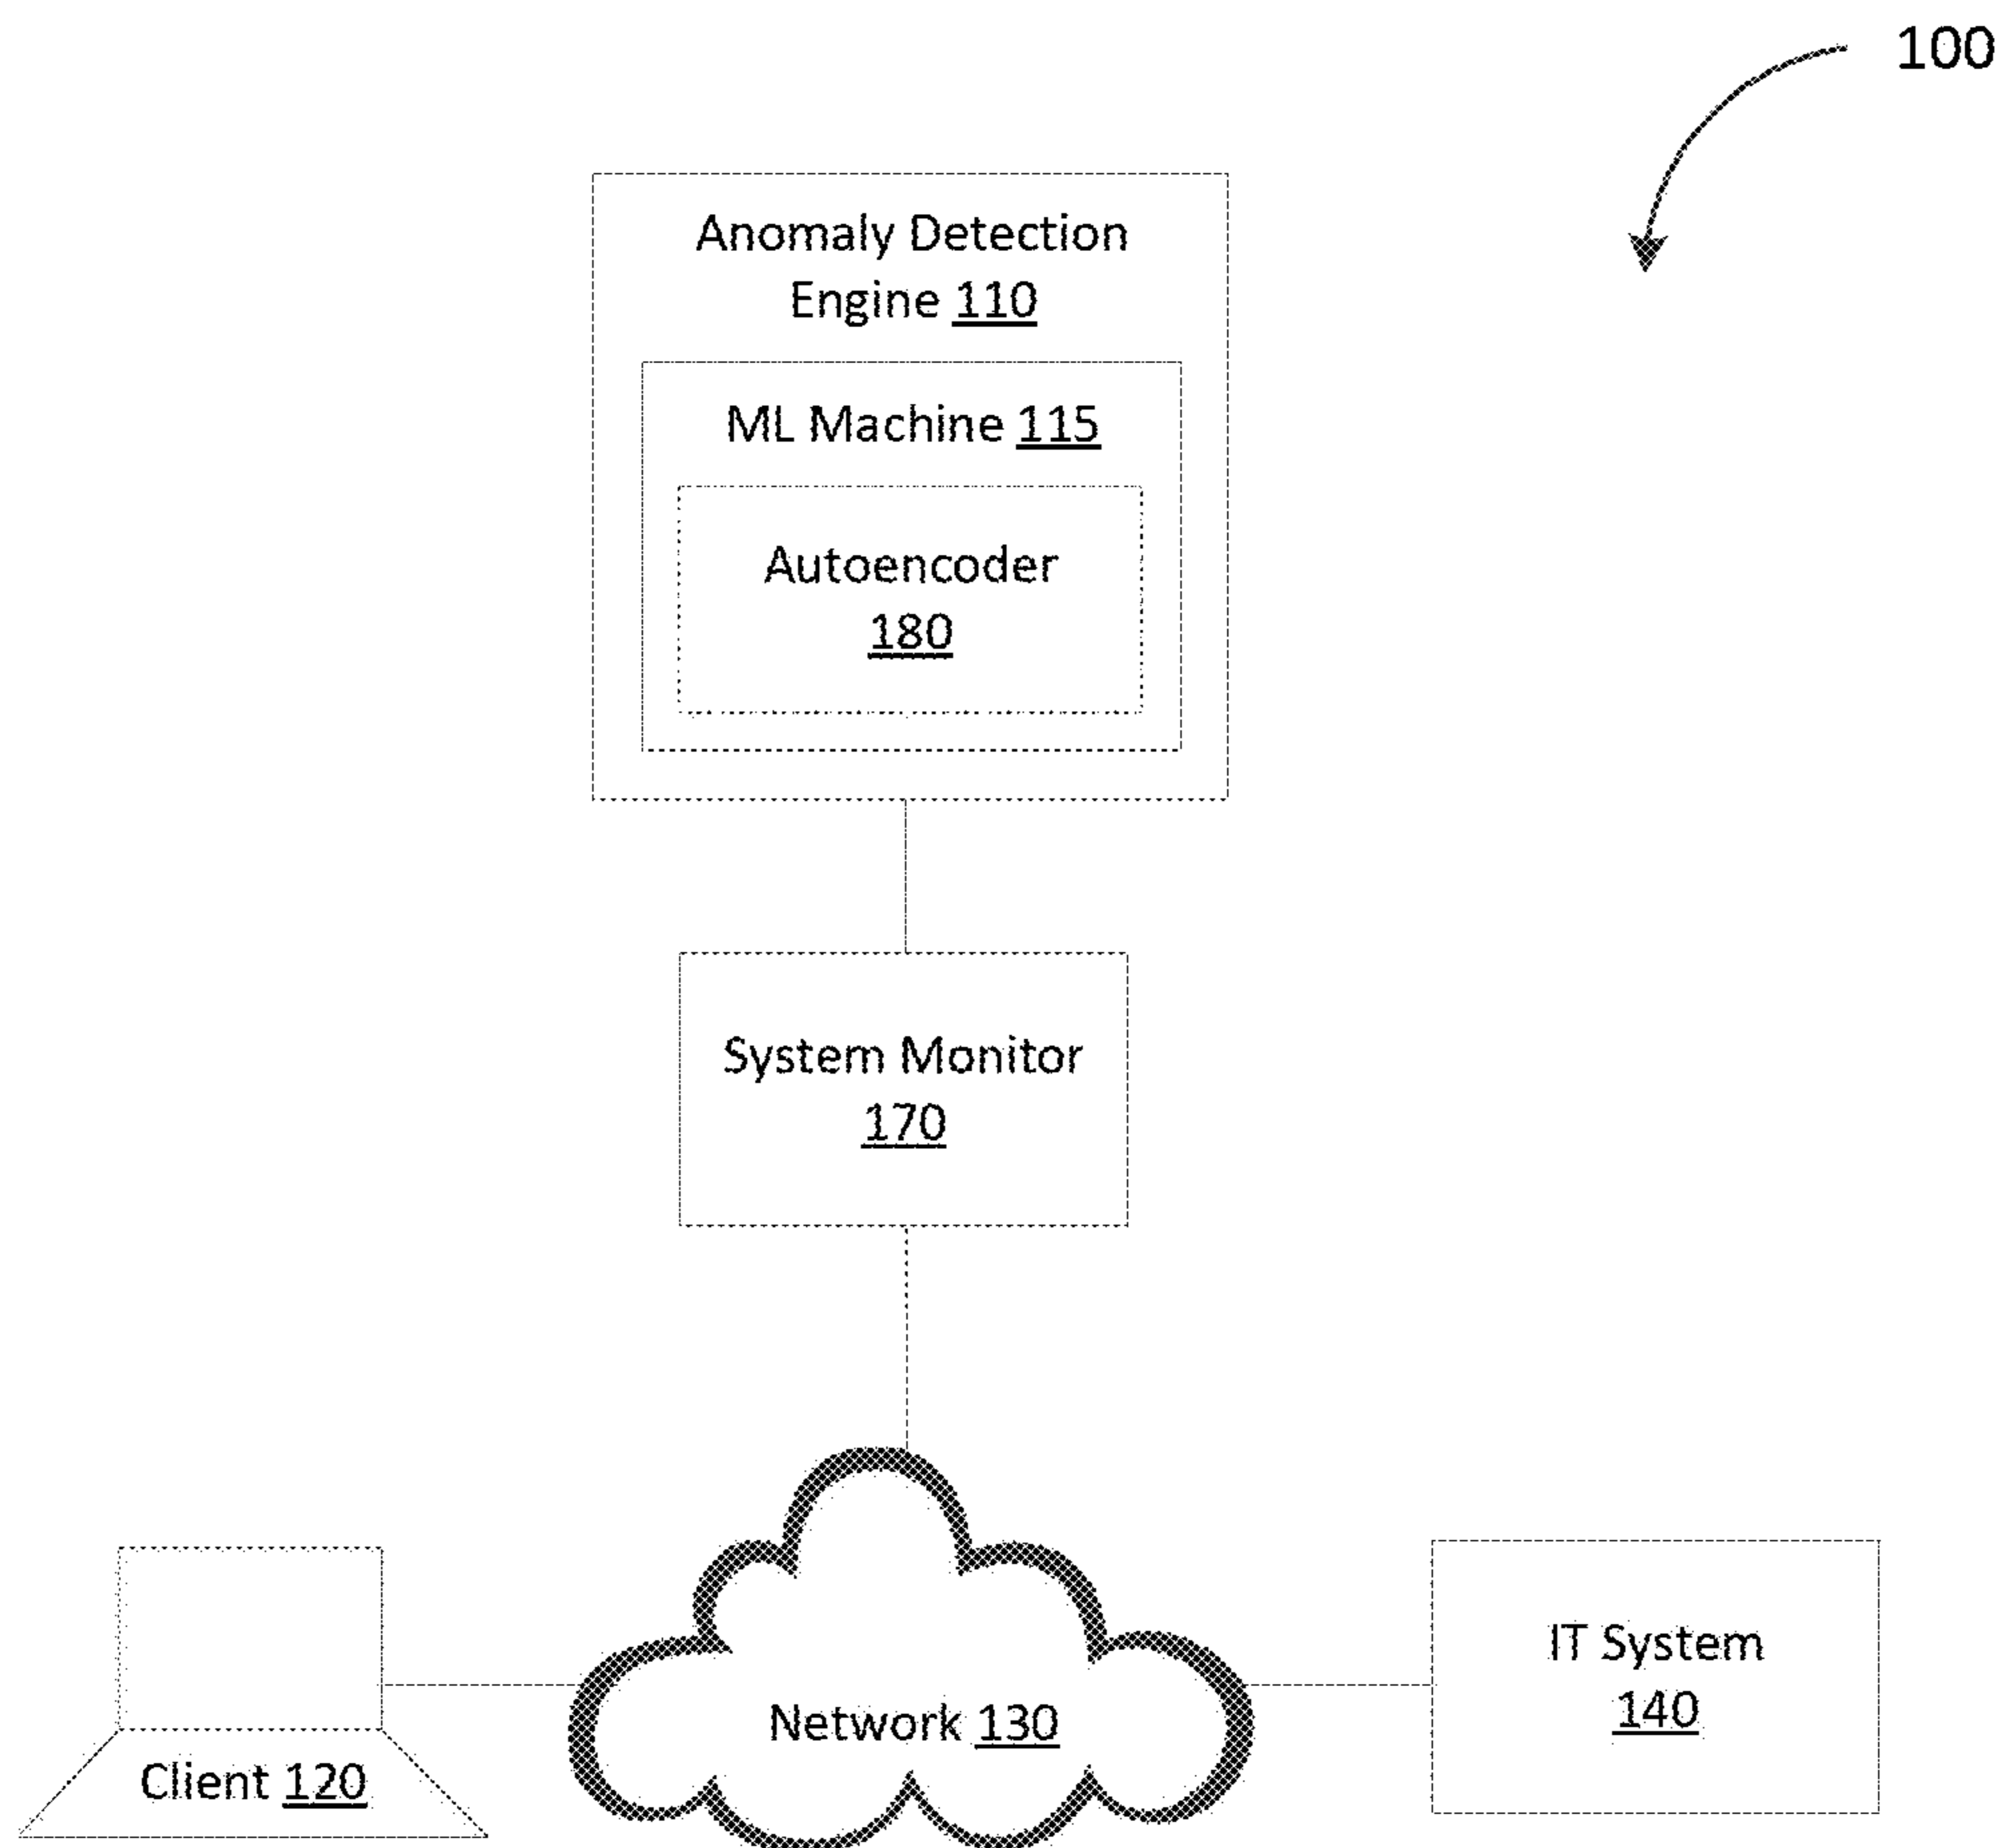 100
Anomaly Detection
Engine 110
ML Machine 115
Autoencoder
180
System Monitor
170
Network 130
Client 120
IT System
140